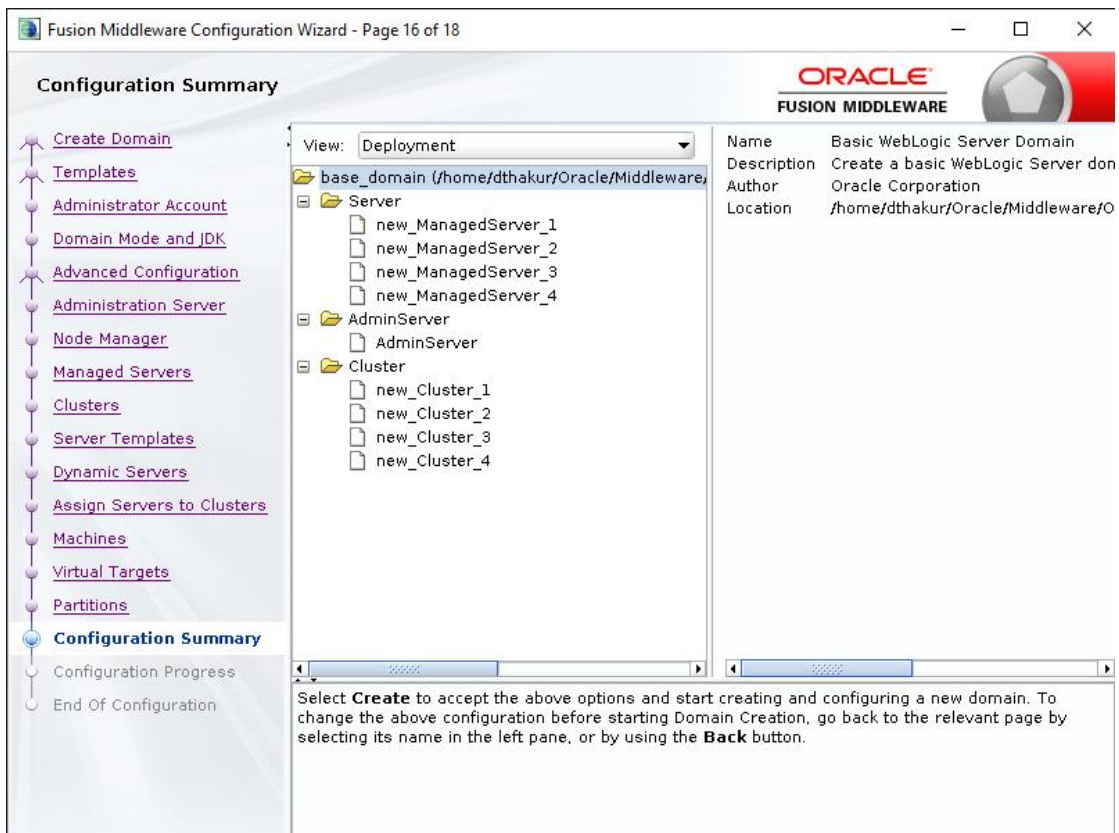 Fusion Middleware Configuration Wizard - Page 16 of 18
Configuration Summary
ORACLE
FUSION MIDDLEWARE
Create Domain
Templates
Administrator Account
Domain Mode and JDK
Advanced Configuration
Administration Server
Node Manager
Managed Servers
Clusters
Server Templates
Dynamic Servers
Assign Servers to Clusters
Machines
Virtual Targets
Partitions
Configuration Summary
Configuration Progress
End Of Configuration
View: Deployment
base_domain (/home/dthakur/Oracle/Middleware/
Server
new_ManagedServer_1
new_ManagedServer_2
new_ManagedServer_3
new_ManagedServer_4
AdminServer
AdminServer
Cluster
new_Cluster_1
new_Cluster_2
new_Cluster_3
new_Cluster_4
Name Basic WebLogic Server Domain
Description Create a basic WebLogic Server dom
Author Oracle Corporation
Location /home/dthakur/Oracle/Middleware/O
Select Create to accept the above options and start creating and configuring a new domain. To
change the above configuration before starting Domain Creation, go back to the relevant page by
selecting its name in the left pane, or by using the Back button.